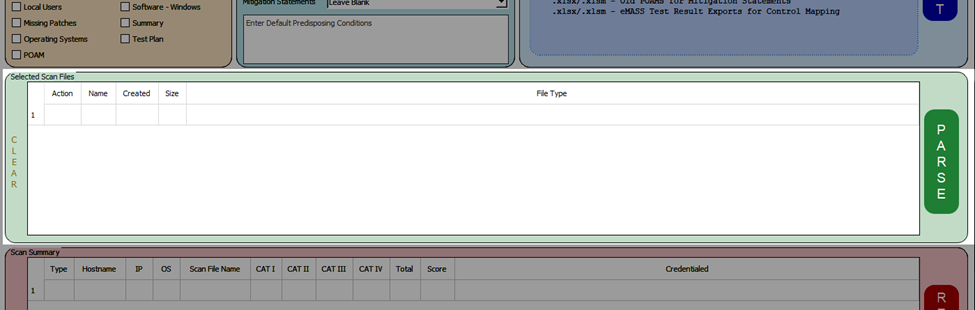 Local Users
Software - Windows
Missing Patches
Summary
Operating Systems
Test Plan
POAM
Mitigation Statements
Leave Blank
Enter Default Predisposing Conditions
.xlsx/.xlsm - Old POAMs for Mitigation Statements
.xlsx/.xlsm - eMASS Test Result Exports for Control Mapping
T
Selected Scan Files
Action Name Created Size File Type
1
CLEAR
PARSE
Scan Summary
Type Hostname IP OS Scan File Name CAT I CAT II CAT III CAT IV Total Score Credentialed
1
R